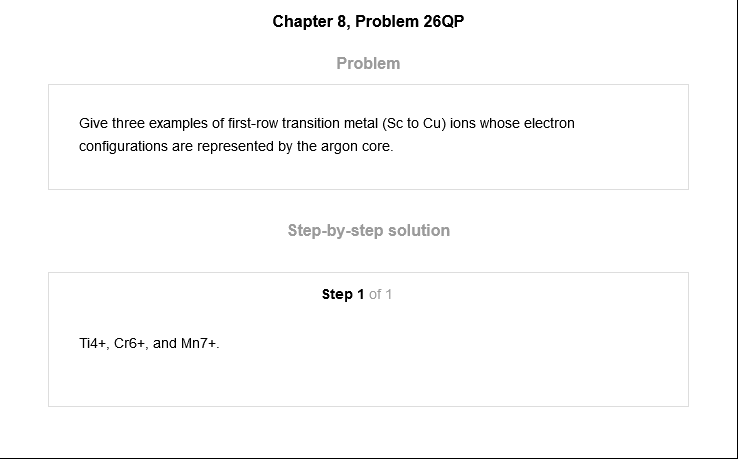 Chapter 8, Problem 26QP
Problem
Give three examples of first-row transition metal (Sc to Cu) ions whose electron
configurations are represented by the argon core.
Step-by-step solution
Step 1 of 1
Ti4+, Cr6+, and Mn7+.